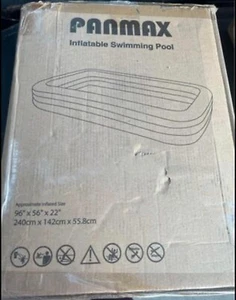 PANMAX
Inflatable Swimming Pool
Approximate Inflated Size
96" x 56" x 22"
240cm x 142cm x 55.8cm